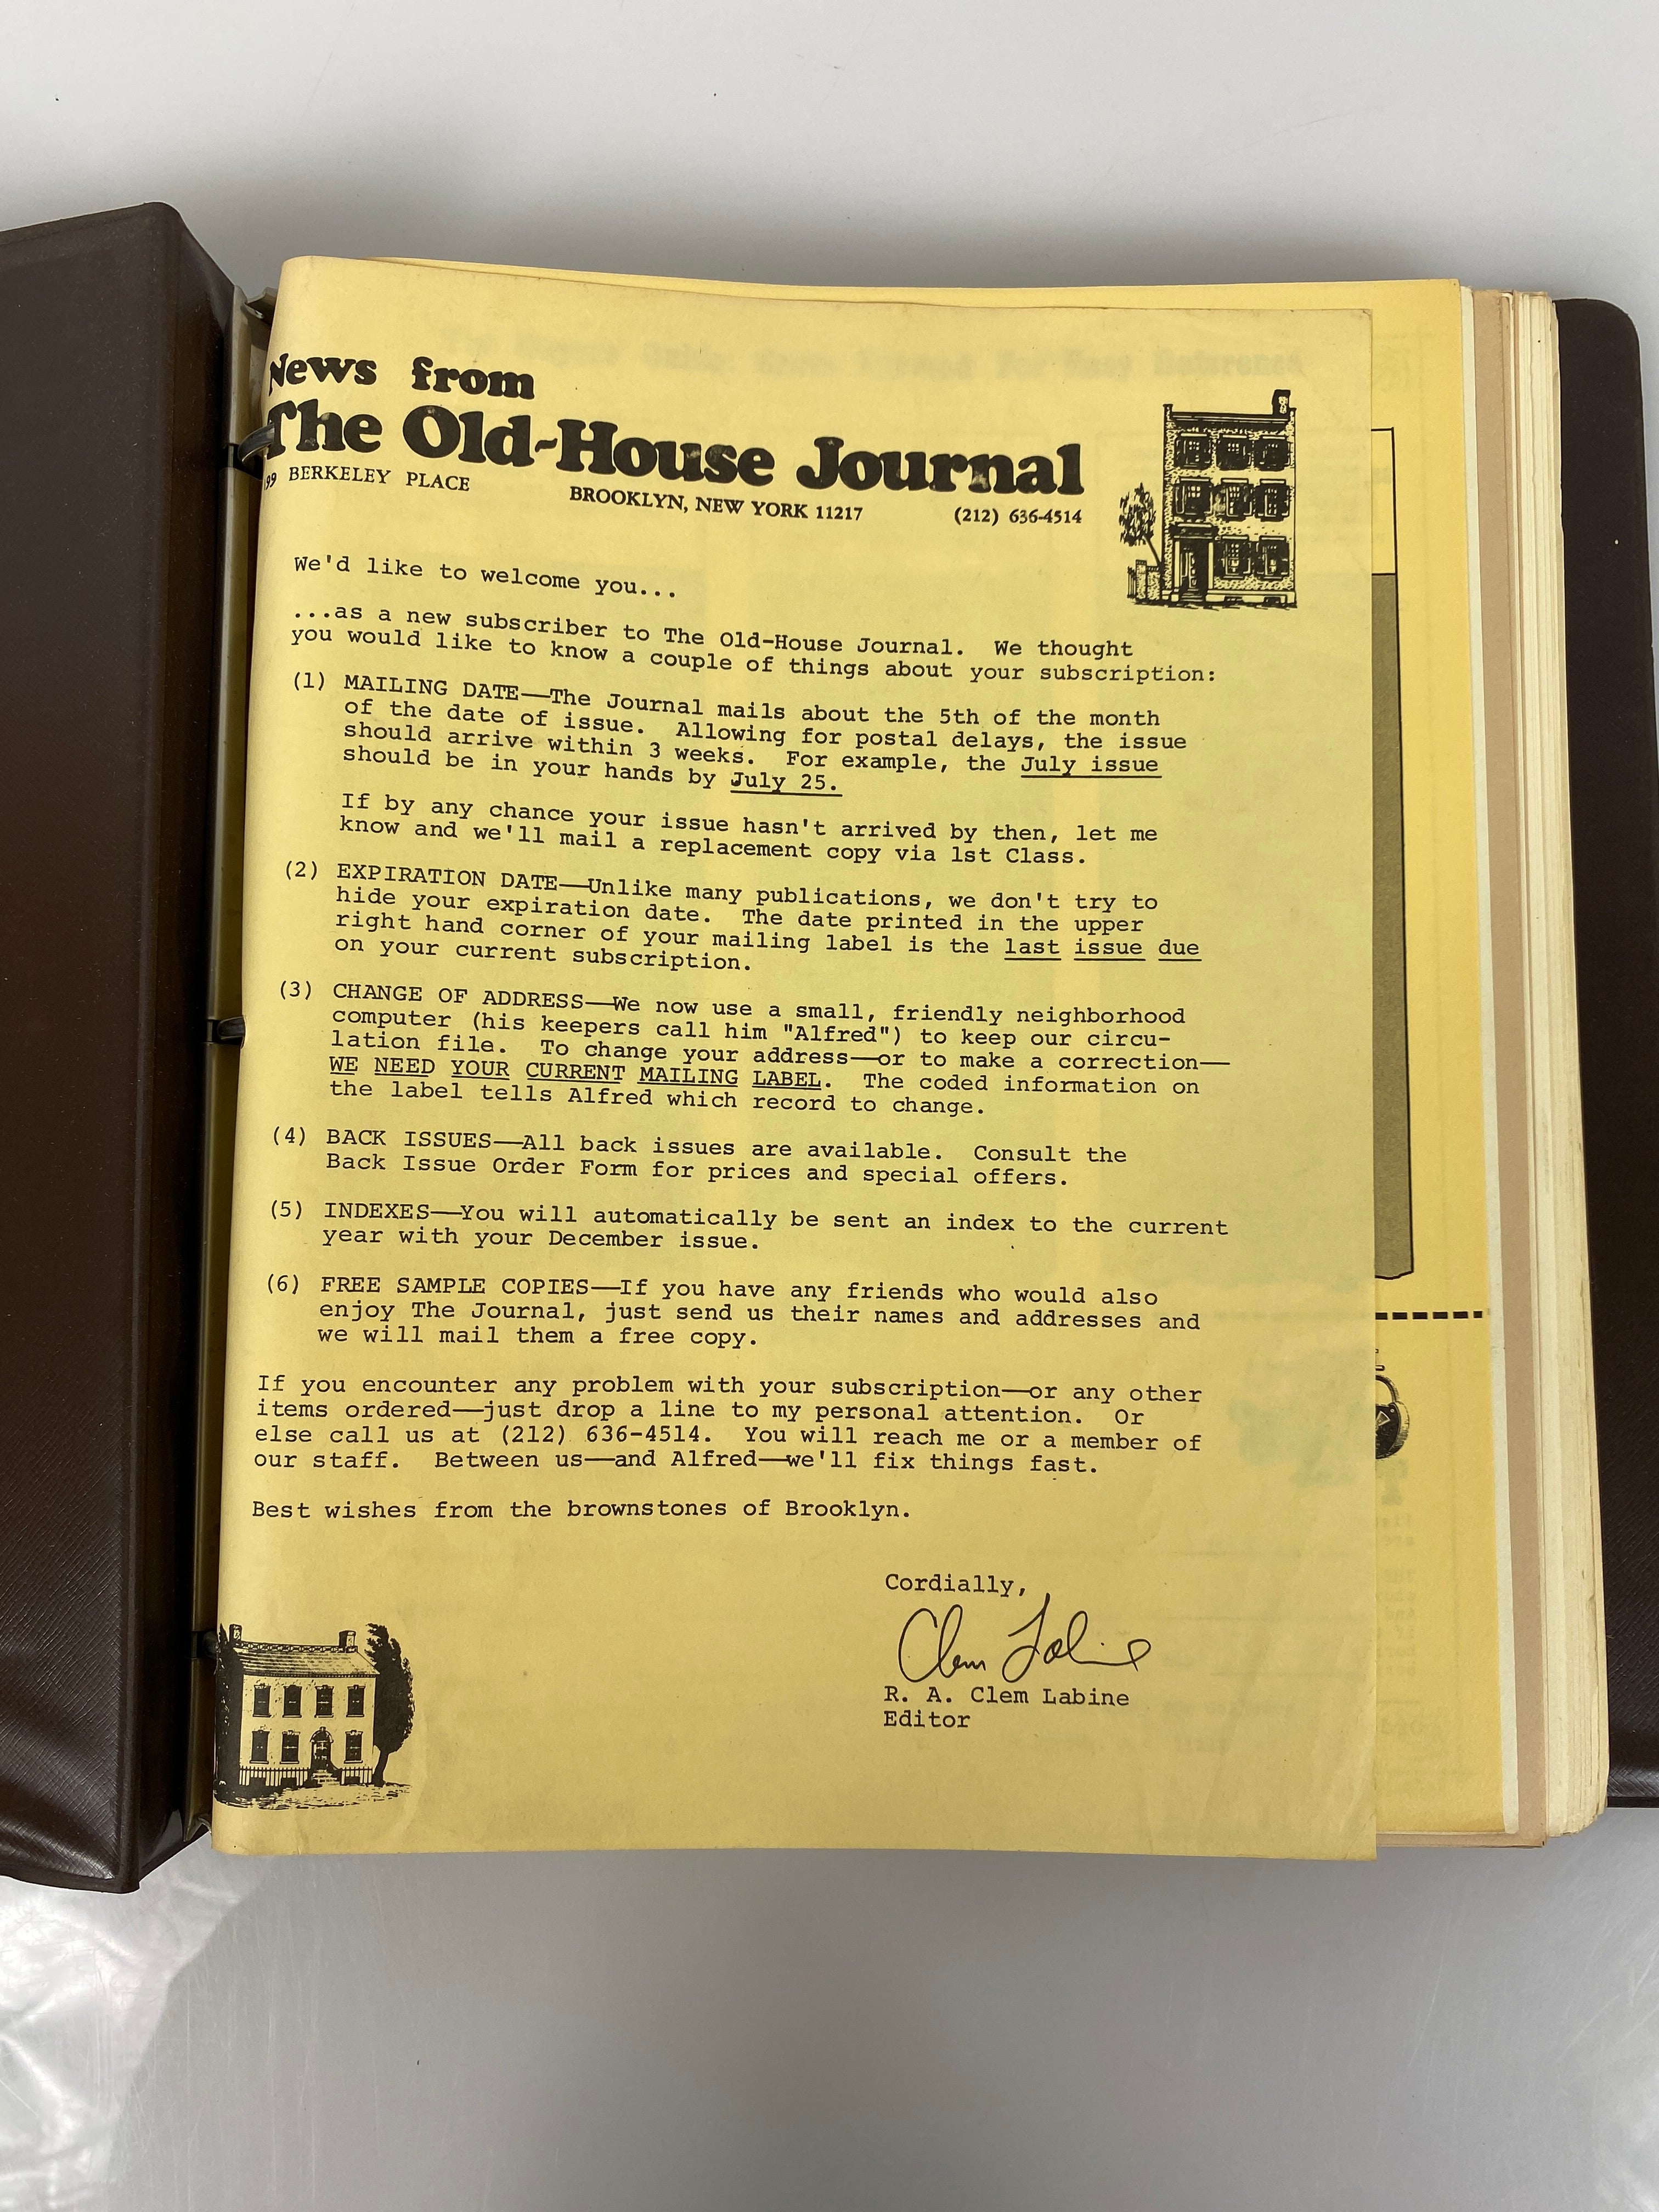 News from
The Old-House Journal
99 BERKELEY PLACE BROOKLYN, NEW YORK 11217 (212) 636-4514
We'd like to welcome you...
...as a new subscriber to The Old-House Journal. We thought
you would like to know a couple of things about your subscription:
(1) MAILING DATE—The Journal mails about the 5th of the month
of the date of issue. Allowing for postal delays, the issue
should arrive within 3 weeks. For example, the July issue
should be in your hands by July 25.
If by any chance your issue hasn't arrived by then, let me
know and we'll mail a replacement copy via 1st Class.
(2) EXPIRATION DATE—Unlike many publications, we don't try to
hide your expiration date. The date printed in the upper
right hand corner of your mailing label is the last issue due
on your current subscription.
(3) CHANGE OF ADDRESS—We now use a small, friendly neighborhood
computer (his keepers call him "Alfred") to keep our circu-
lation file. To change your address—or to make a correction—
WE NEED YOUR CURRENT MAILING LABEL. The coded information on
the label tells Alfred which record to change.
(4) BACK ISSUES—All back issues are available. Consult the
Back Issue Order Form for prices and special offers.
(5) INDEXES—You will automatically be sent an index to the current
year with your December issue.
(6) FREE SAMPLE COPIES—If you have any friends who would also
enjoy The Journal, just send us their names and addresses and
we will mail them a free copy.
If you encounter any problem with your subscription—or any other
items ordered—just drop a line to my personal attention. Or
else call us at (212) 636-4514. You will reach me or a member of
our staff. Between us—and Alfred—we'll fix things fast.
Best wishes from the brownstones of Brooklyn.
Cordially,
Clem Labine
R. A. Clem Labine
Editor